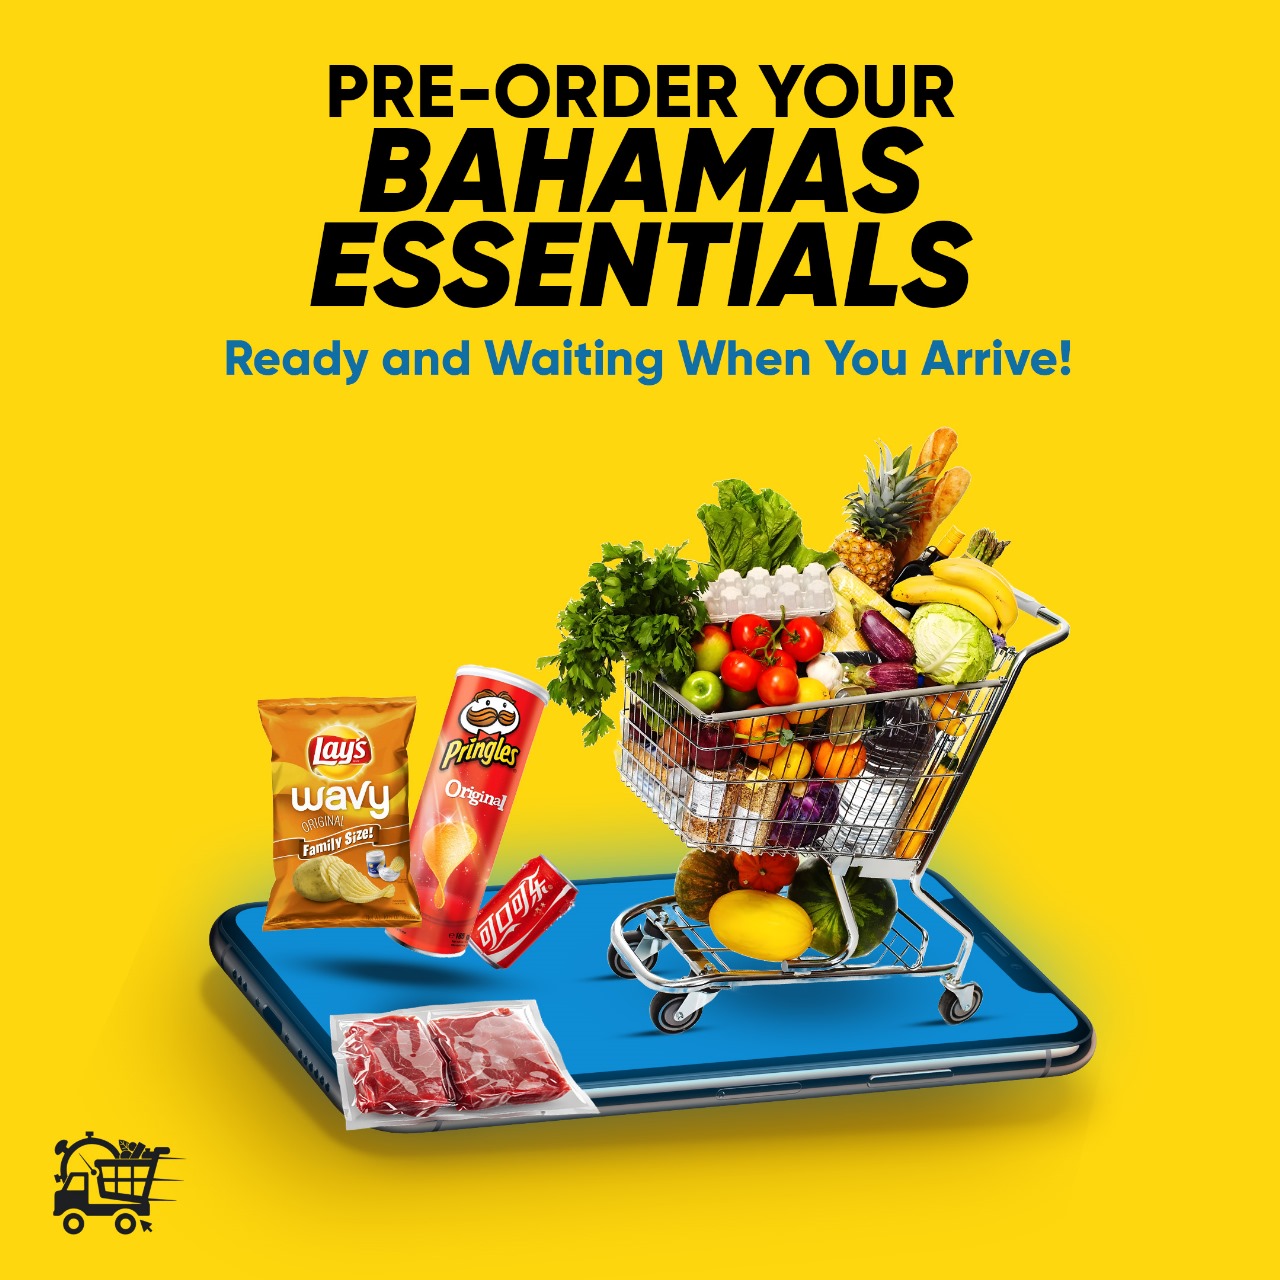 PRE-ORDER YOUR
BAHAMAS
ESSENTIALS
Ready and Waiting When You Arrive!
Lay's
wavy
ORIGINAL
Family Size!
Pringles
Original
可口可乐